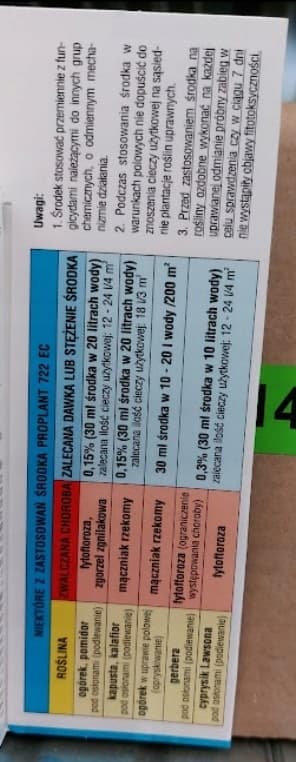 NIEKTÓRE Z ZASTOSOWAŃ ŚRODKA PROPLANT 722 EC
ROŚLINA ZWALCZANA CHOROBA ZALECANA DAWKA LUB STĘŻENIE ŚRODKA
ogórek, pomidor
pod osłonami (podlewanie)
fytoftoroza,
zgorzel zgnilakowa
0,15% (30 ml środka w 20 litrach wody)
zalecana ilość cieczy użytkowej: 12 - 24 l/4 m²
kapusta, kalafior
pod osłonami (podlewanie)
mączniak rzekomy
0,15% (30 ml środka w 20 litrach wody)
zalecana ilość cieczy użytkowej: 18 l/3 m²
ogórek w uprawie polowej
(opryskiwanie)
mączniak rzekomy
30 ml środka w 10 - 20 l wody /200 m²
gerbera
pod osłonami (podlewanie)
fytoftoroza (ograniczenie
występowania choroby)
cyprysik Lawsona
pod osłonami (podlewanie)
fytoftoroza
0,3% (30 ml środka w 10 litrach wody)
zalecana ilość cieczy użytkowej: 12 - 24 l/4 m²
Uwagi:
1. Środek stosować przemiennie z fun-
gicydami należącymi do innych grup
chemicznych, o odmiennym mecha-
nizmie działania.
2. Podczas stosowania środka w
warunkach polowych nie dopuścić do
znoszenia cieczy użytkowej na sąsied-
nie plantacje roślin uprawnych.
3. Przed zastosowaniem środka na
rośliny ozdobne wykonać na każdej
uprawianej odmianie próbny zabieg w
celu sprawdzenia czy w ciągu 7 dni
nie wystąpiły objawy fitotoksyczności.
14